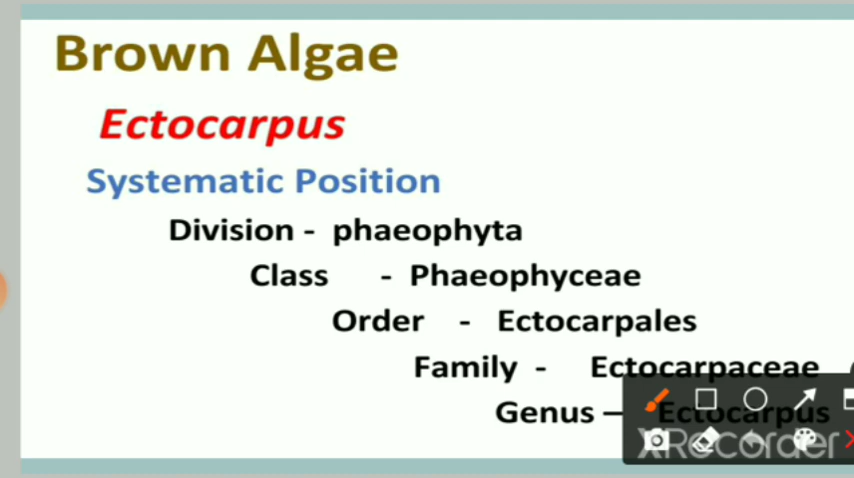 Brown Algae
Ectocarpus
Systematic Position
Division - phaeophyta
Class - Phaeophyceae
Order - Ectocarpales
Family - Ectocarpaceae
Genus – Ectocarpus
XRecorder